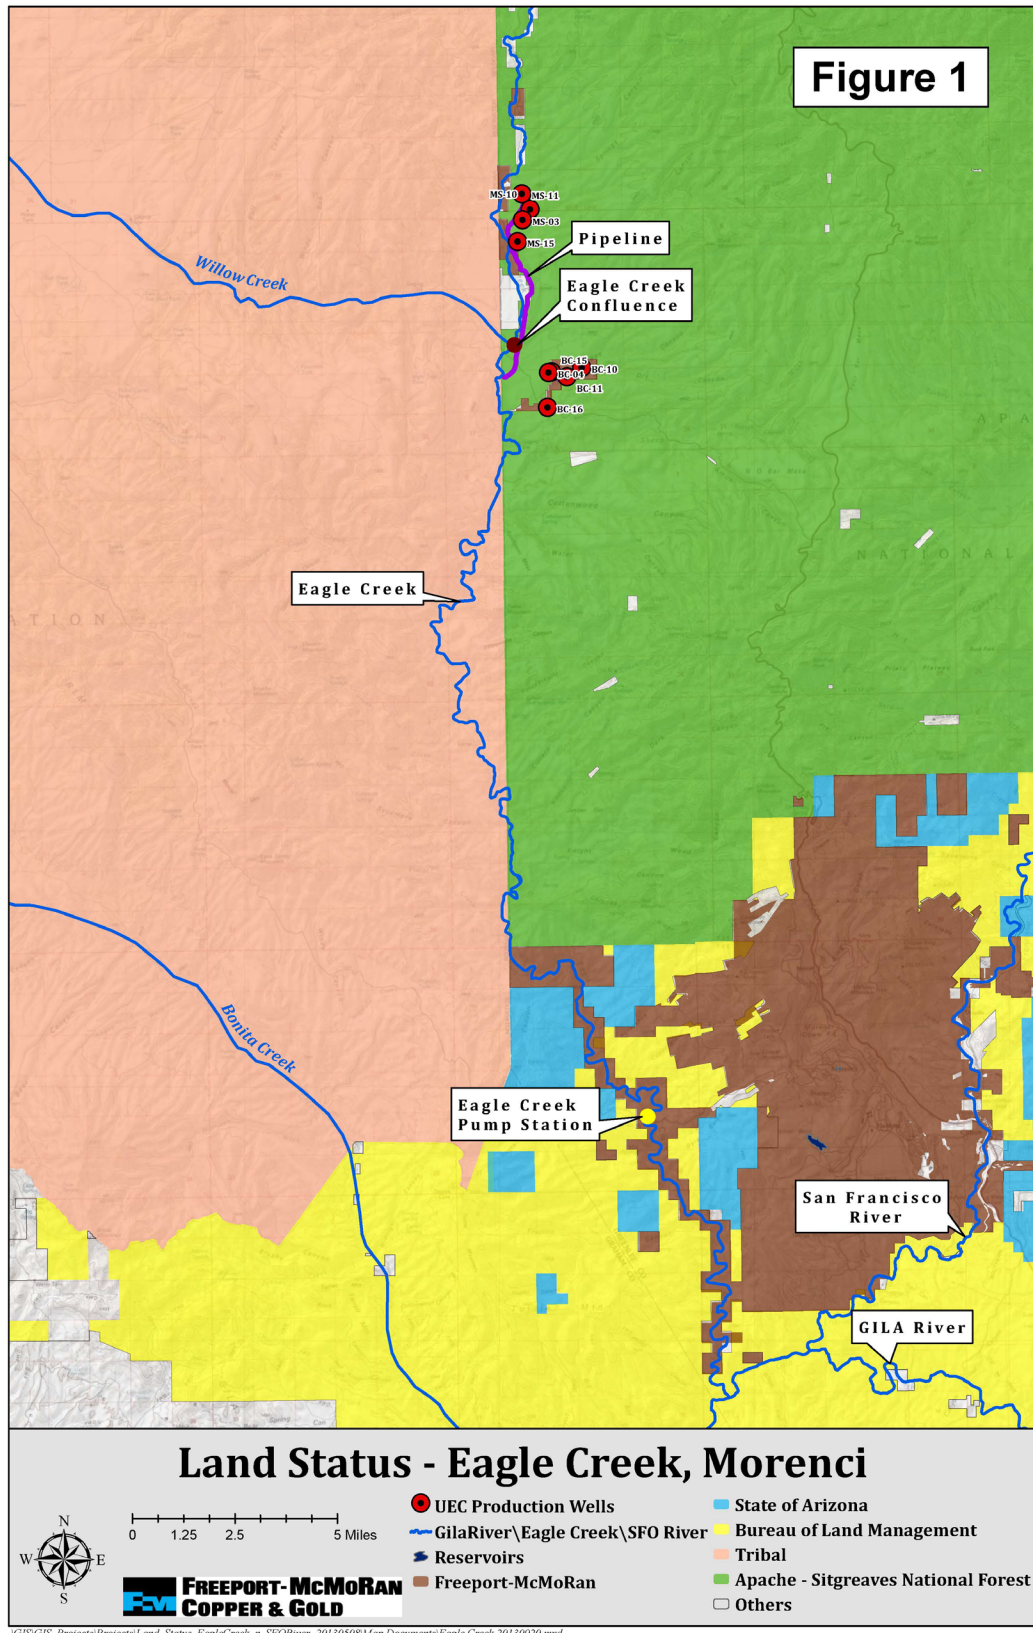 Figure 1
MS-10
MS-11
MS-03
MS-15
Pipeline
Willow Creek
Eagle Creek
Confluence
BC-15
BC-10
BC-04
BC-11
BC-16
Eagle Creek
NATIONAL
ATION
Bonita Creek
Eagle Creek
Pump Station
San Francisco
River
GILA River
Land Status - Eagle Creek, Morenci
N
W E
S
0 1.25 2.5 5 Miles
FREEPORT-McMoRAN
COPPER & GOLD
UEC Production Wells
GilaRiver\Eagle Creek\SFO River
Reservoirs
Freeport-McMoRan
State of Arizona
Bureau of Land Management
Tribal
Apache - Sitgreaves National Forest
Others